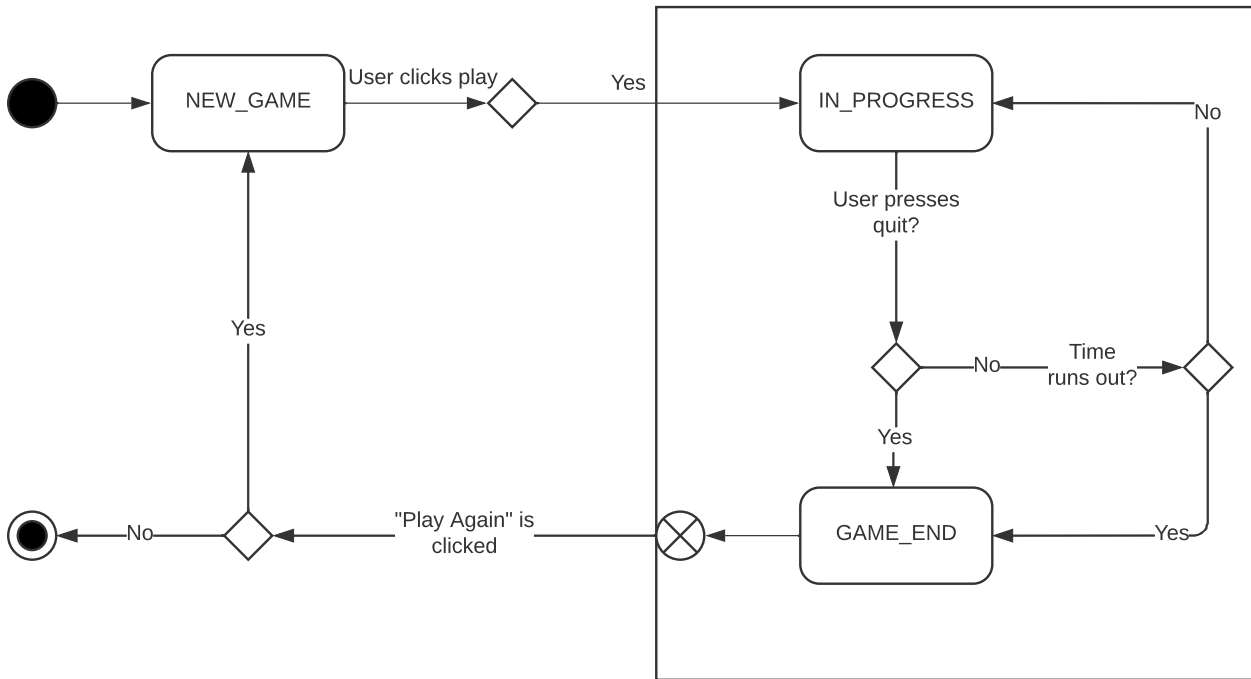 NEW_GAME
User clicks play
Yes
IN_PROGRESS
No
User presses
quit?
Yes
No
Time
runs out?
Yes
No
"Play Again" is
clicked
GAME_END
Yes